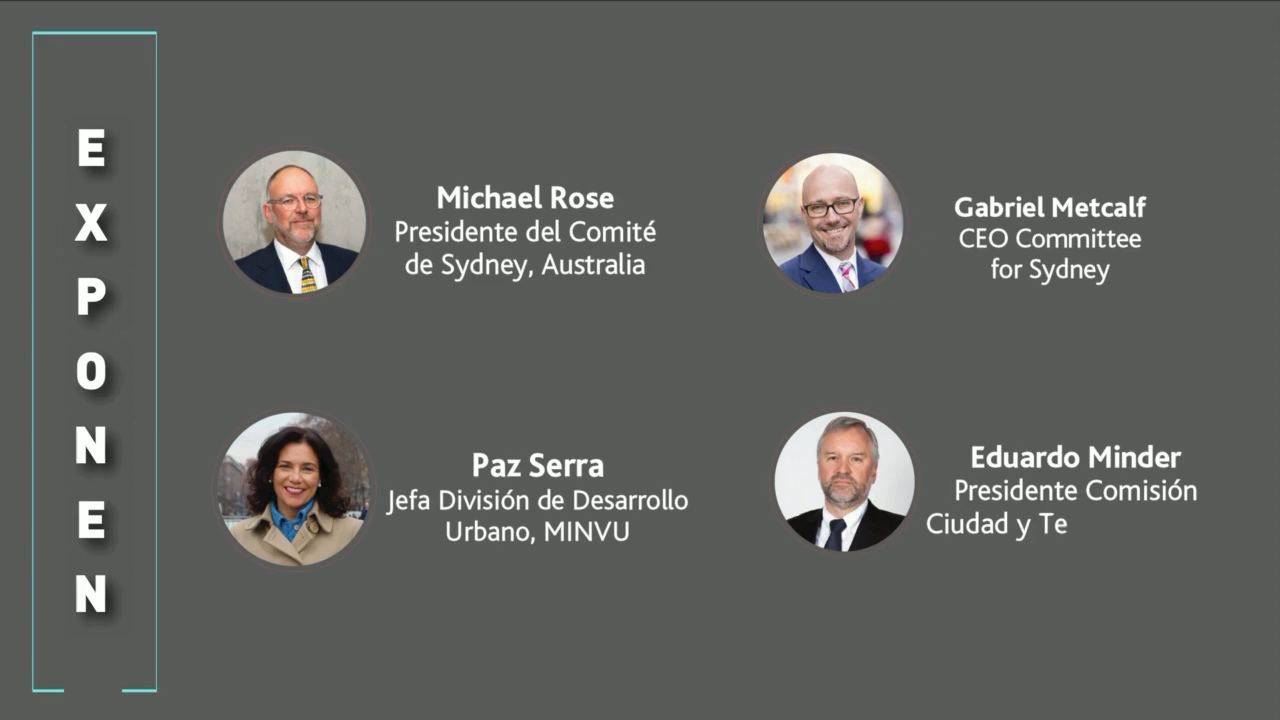 EXPONEN
Michael Rose
Presidente del Comité
de Sydney, Australia
Gabriel Metcalf
CEO Committee
for Sydney
Paz Serra
Jefa División de Desarrollo
Urbano, MINVU
Eduardo Minder
Presidente Comisión
Ciudad y Te